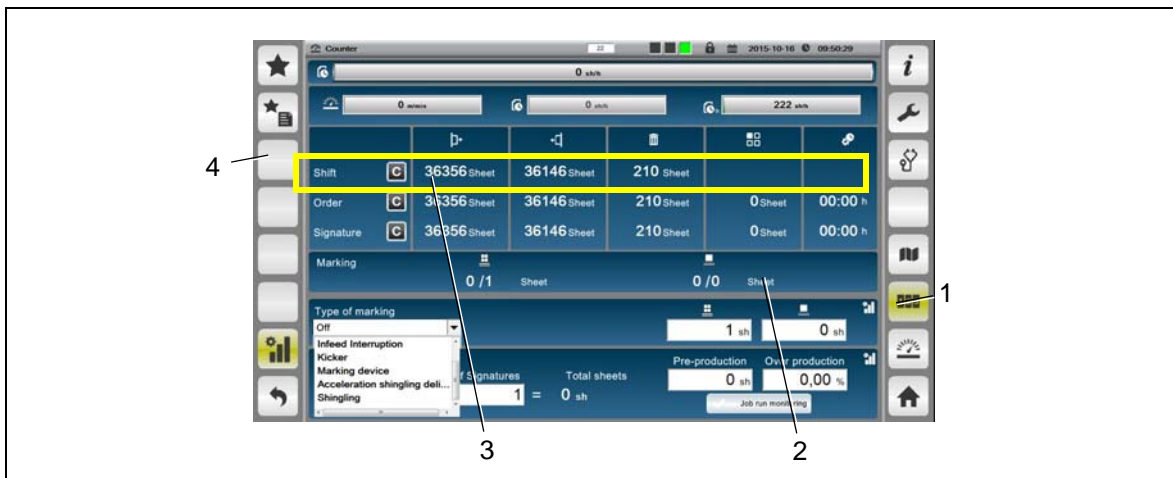 Counter 22 2015-10-16 09:50:29
0 sh/h
0 m/min 0 sh/h 222 sh/h
Shift C 36356 Sheet 36146 Sheet 210 Sheet
Order C 36356 Sheet 36146 Sheet 210 Sheet 0 Sheet 00:00 h
Signature C 36356 Sheet 36146 Sheet 210 Sheet 0 Sheet 00:00 h
Marking
0 /1 Sheet 0 /0 Sheet
Type of marking
Off 1 sh 0 sh
Infeed Interruption
Kicker
Marking device
Acceleration shingling deli...
Shingling
f Signatures Total sheets Pre-production Over production
1 = 0 sh 0 sh 0,00 %
Job run monitoring
i
4
1
3
2